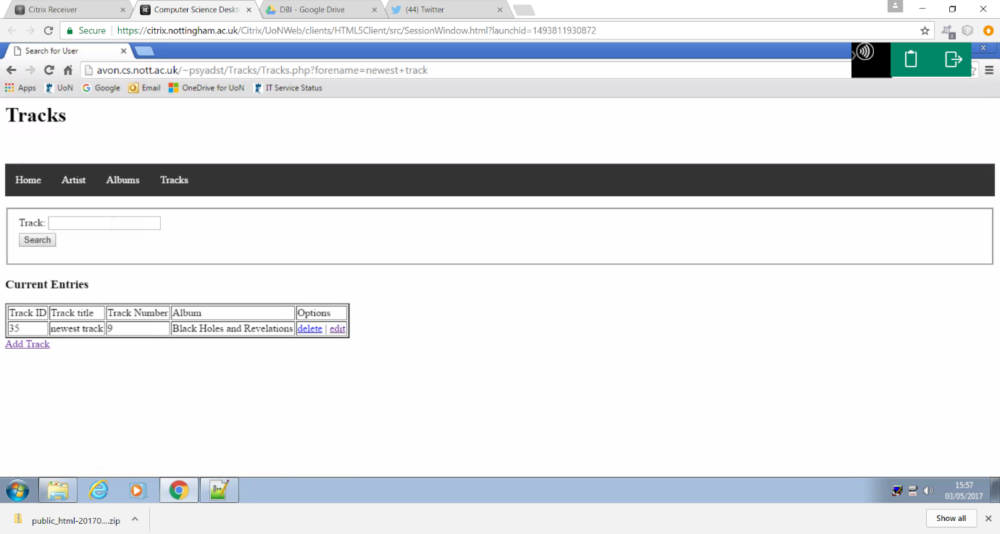 Citrix Receiver
Computer Science Deskt
DBI - Google Drive
(44) Twitter
Secure https://citrix.nottingham.ac.uk/Citrix/UoNWeb/clients/HTML5Client/src/SessionWindow.html?launchid=1493811930872
0
Search for User
avon.cs.nott.ac.uk/~psyadst/Tracks/Tracks.php?forename=newest+track
Apps UoN Google Email OneDrive for UoN IT Service Status
Tracks
Home Artist Albums Tracks
Track:
Search
Current Entries
Track ID Track title Track Number Album Options
35 newest track 9 Black Holes and Revelations delete | edit
Add Track
15:57
03/05/2017
public_html-20170....zip
Show all